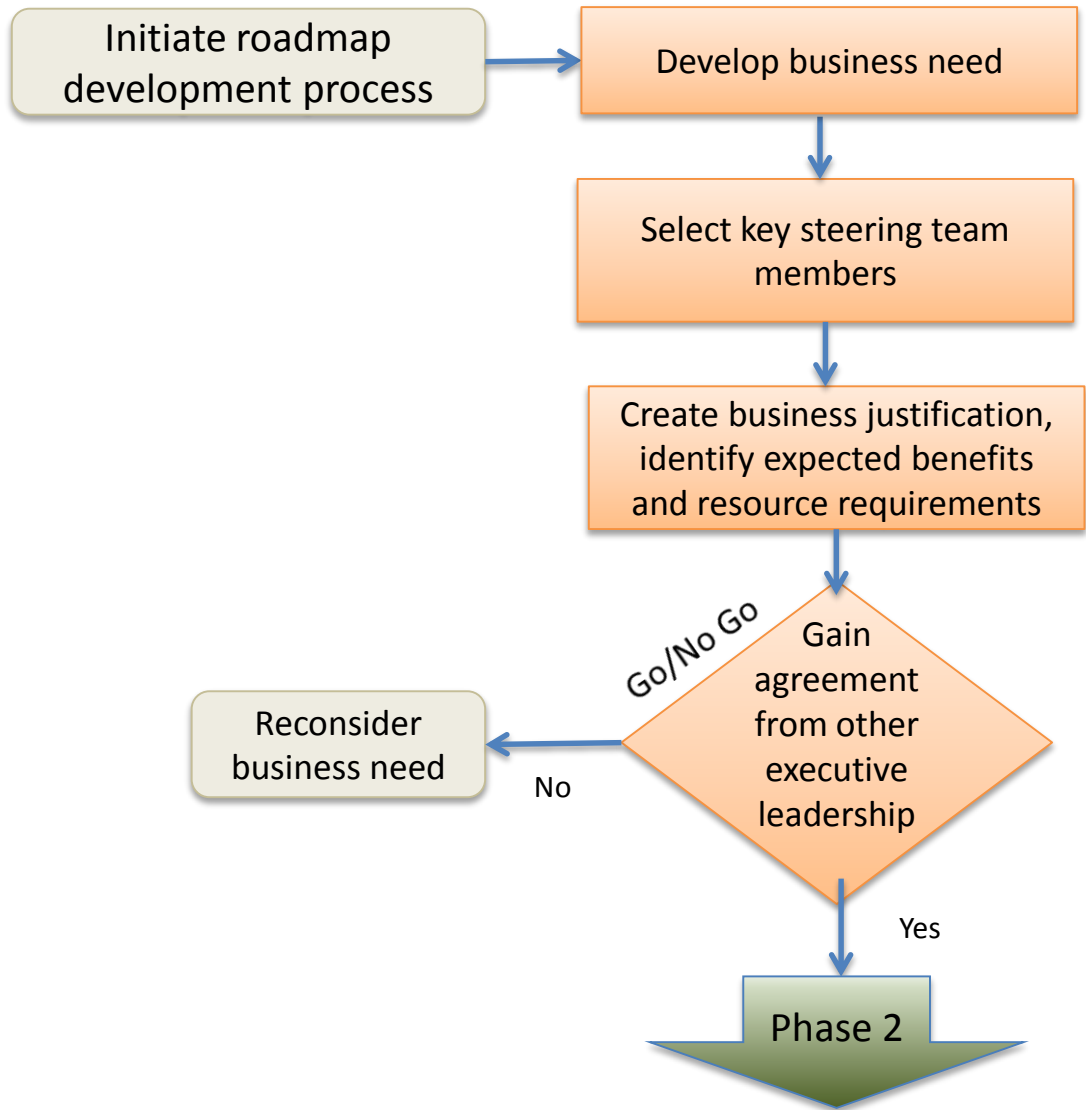 Initiate roadmap
development process
Develop business need
Select key steering team
members
Create business justification,
identify expected benefits
and resource requirements
Go/No Go
Gain
agreement
from other
executive
leadership
Reconsider
business need
No
Yes
Phase 2